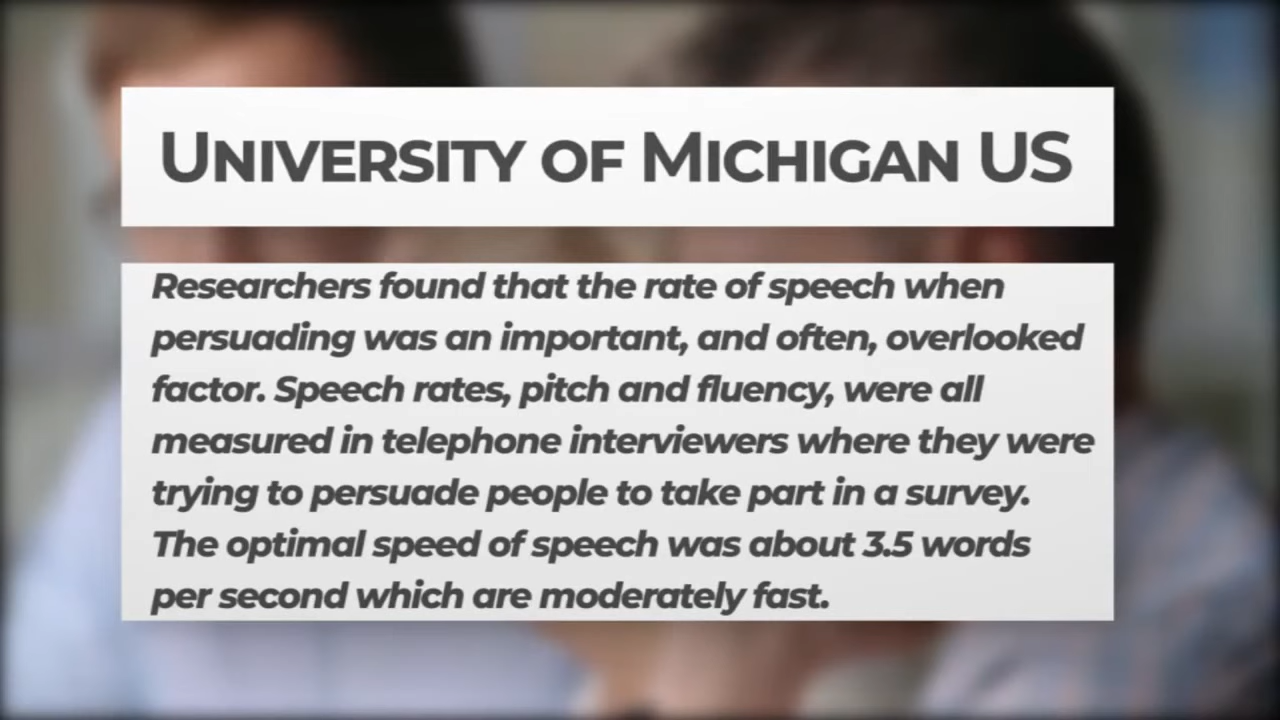 UNIVERSITY OF MICHIGAN US
Researchers found that the rate of speech when
persuading was an important, and often, overlooked
factor. Speech rates, pitch and fluency, were all
measured in telephone interviewers where they were
trying to persuade people to take part in a survey.
The optimal speed of speech was about 3.5 words
per second which are moderately fast.